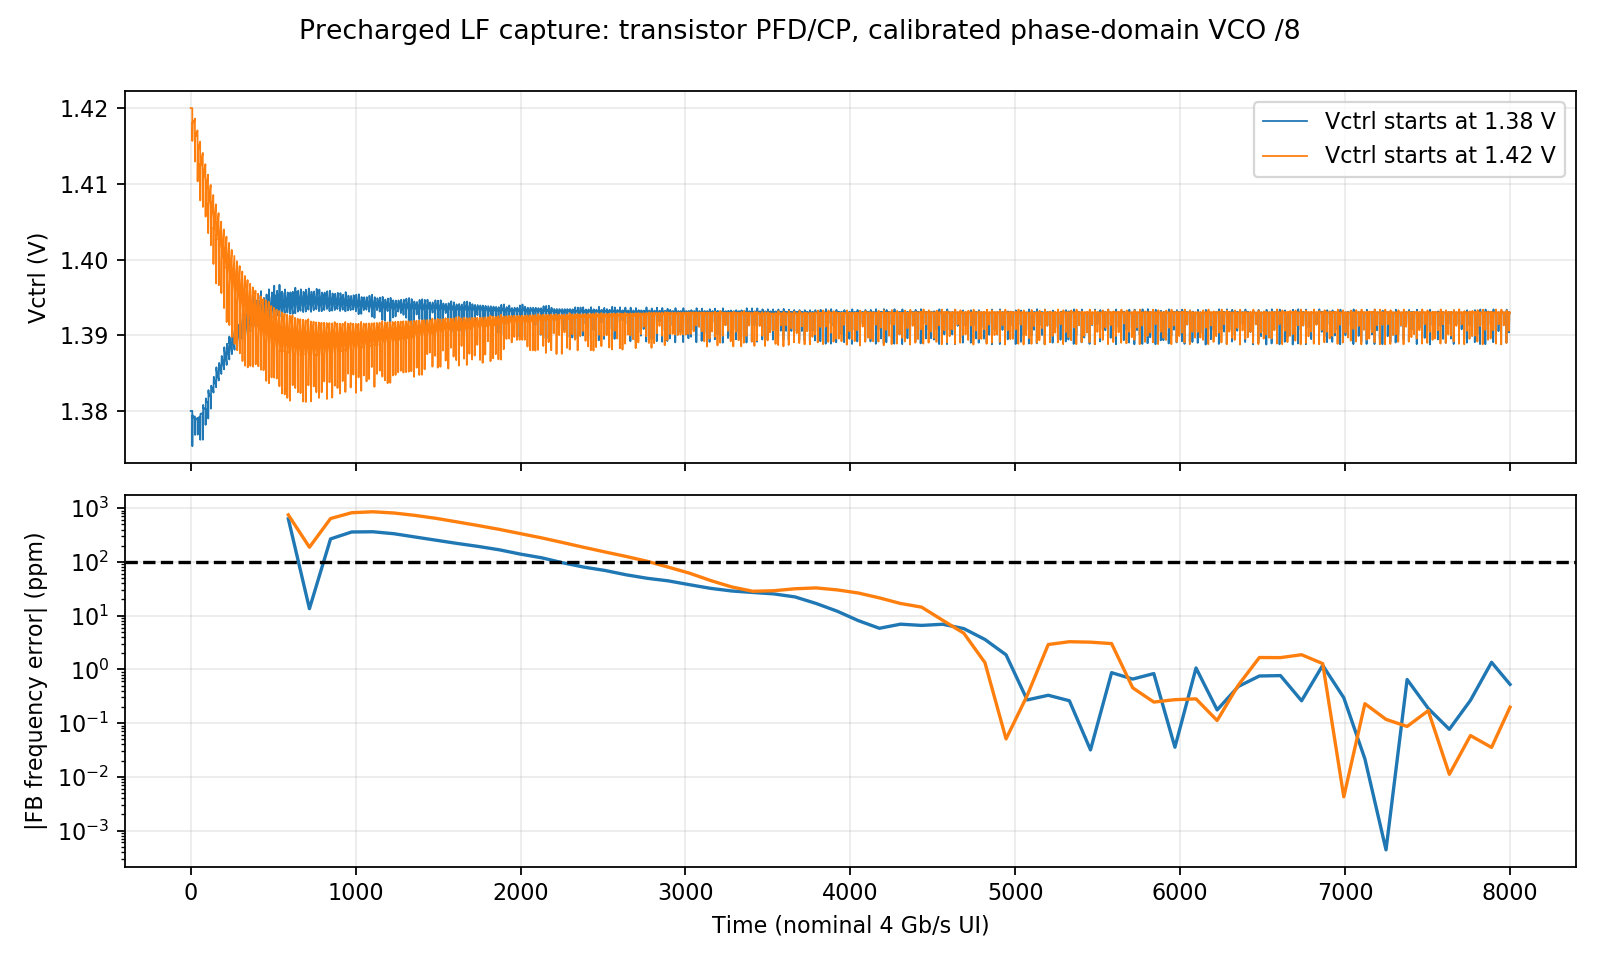 Precharged LF capture: transistor PFD/CP, calibrated phase-domain VCO /8
Vctrl (V)
1.42
1.41
1.40
1.39
1.38
Vctrl starts at 1.38 V
Vctrl starts at 1.42 V
|FB frequency error| (ppm)
10³
10²
10¹
10⁰
10⁻¹
10⁻²
10⁻³
0 1000 2000 3000 4000 5000 6000 7000 8000
Time (nominal 4 Gb/s UI)